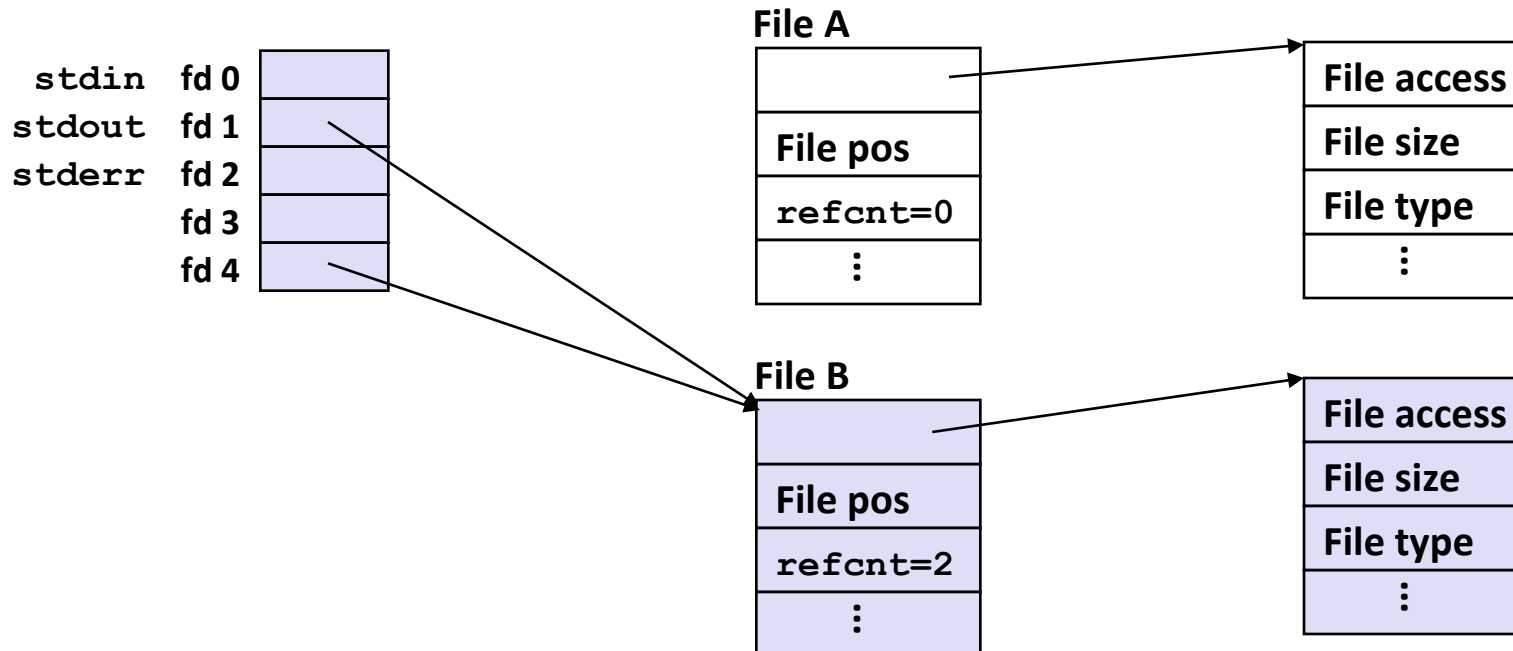 stdin fd 0
stdout fd 1
stderr fd 2
fd 3
fd 4
File A
File pos
refcnt=0
⋮
File access
File size
File type
⋮
File B
File pos
refcnt=2
⋮
File access
File size
File type
⋮